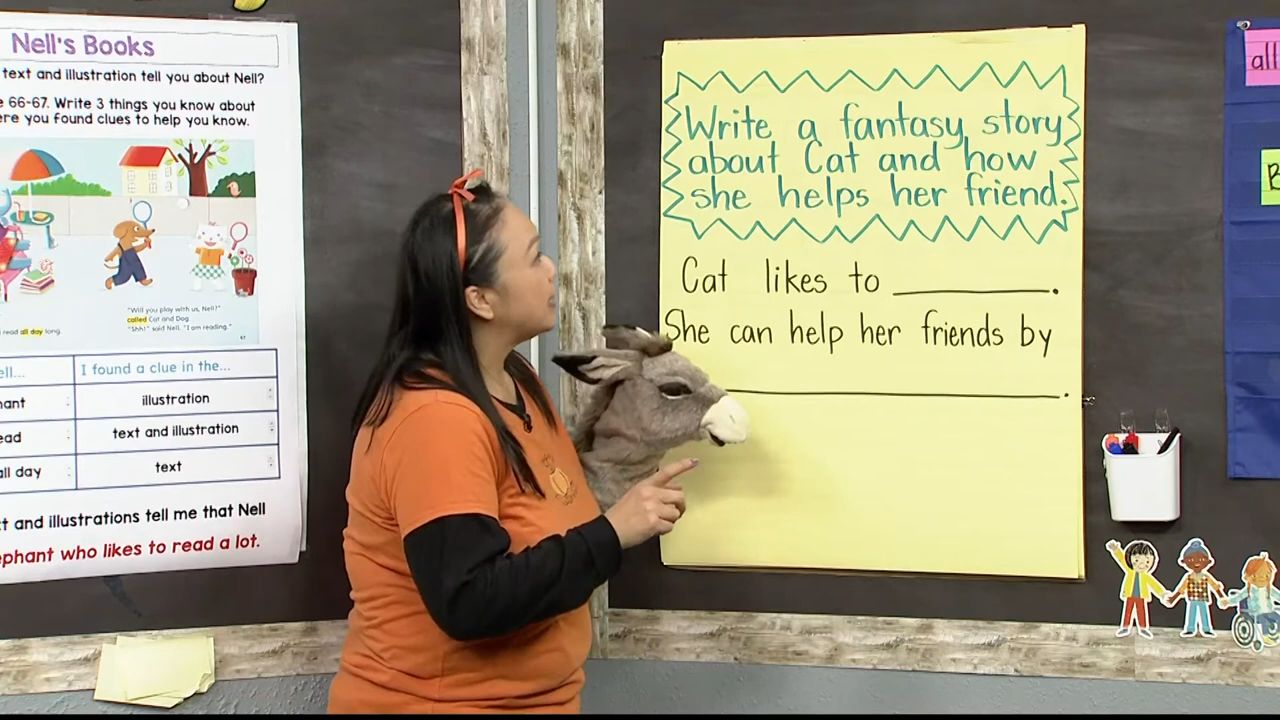 Nell's Books
text and illustration tell you about Nell?
66-67. Write 3 things you know about
ere you found clues to help you know.
"Will you play with us, Nell?"
called Cat and Dog.
"Shh!" said Nell. "I am reading."
read all day long.
67
ell...
I found a clue in the...
hant
illustration
ead
text and illustration
all day
text
xt and illustrations tell me that Nell
ephant who likes to read a lot.
Write a fantasy story
about Cat and how
she helps her friend.
Cat likes to
She can help her friends by
all
B